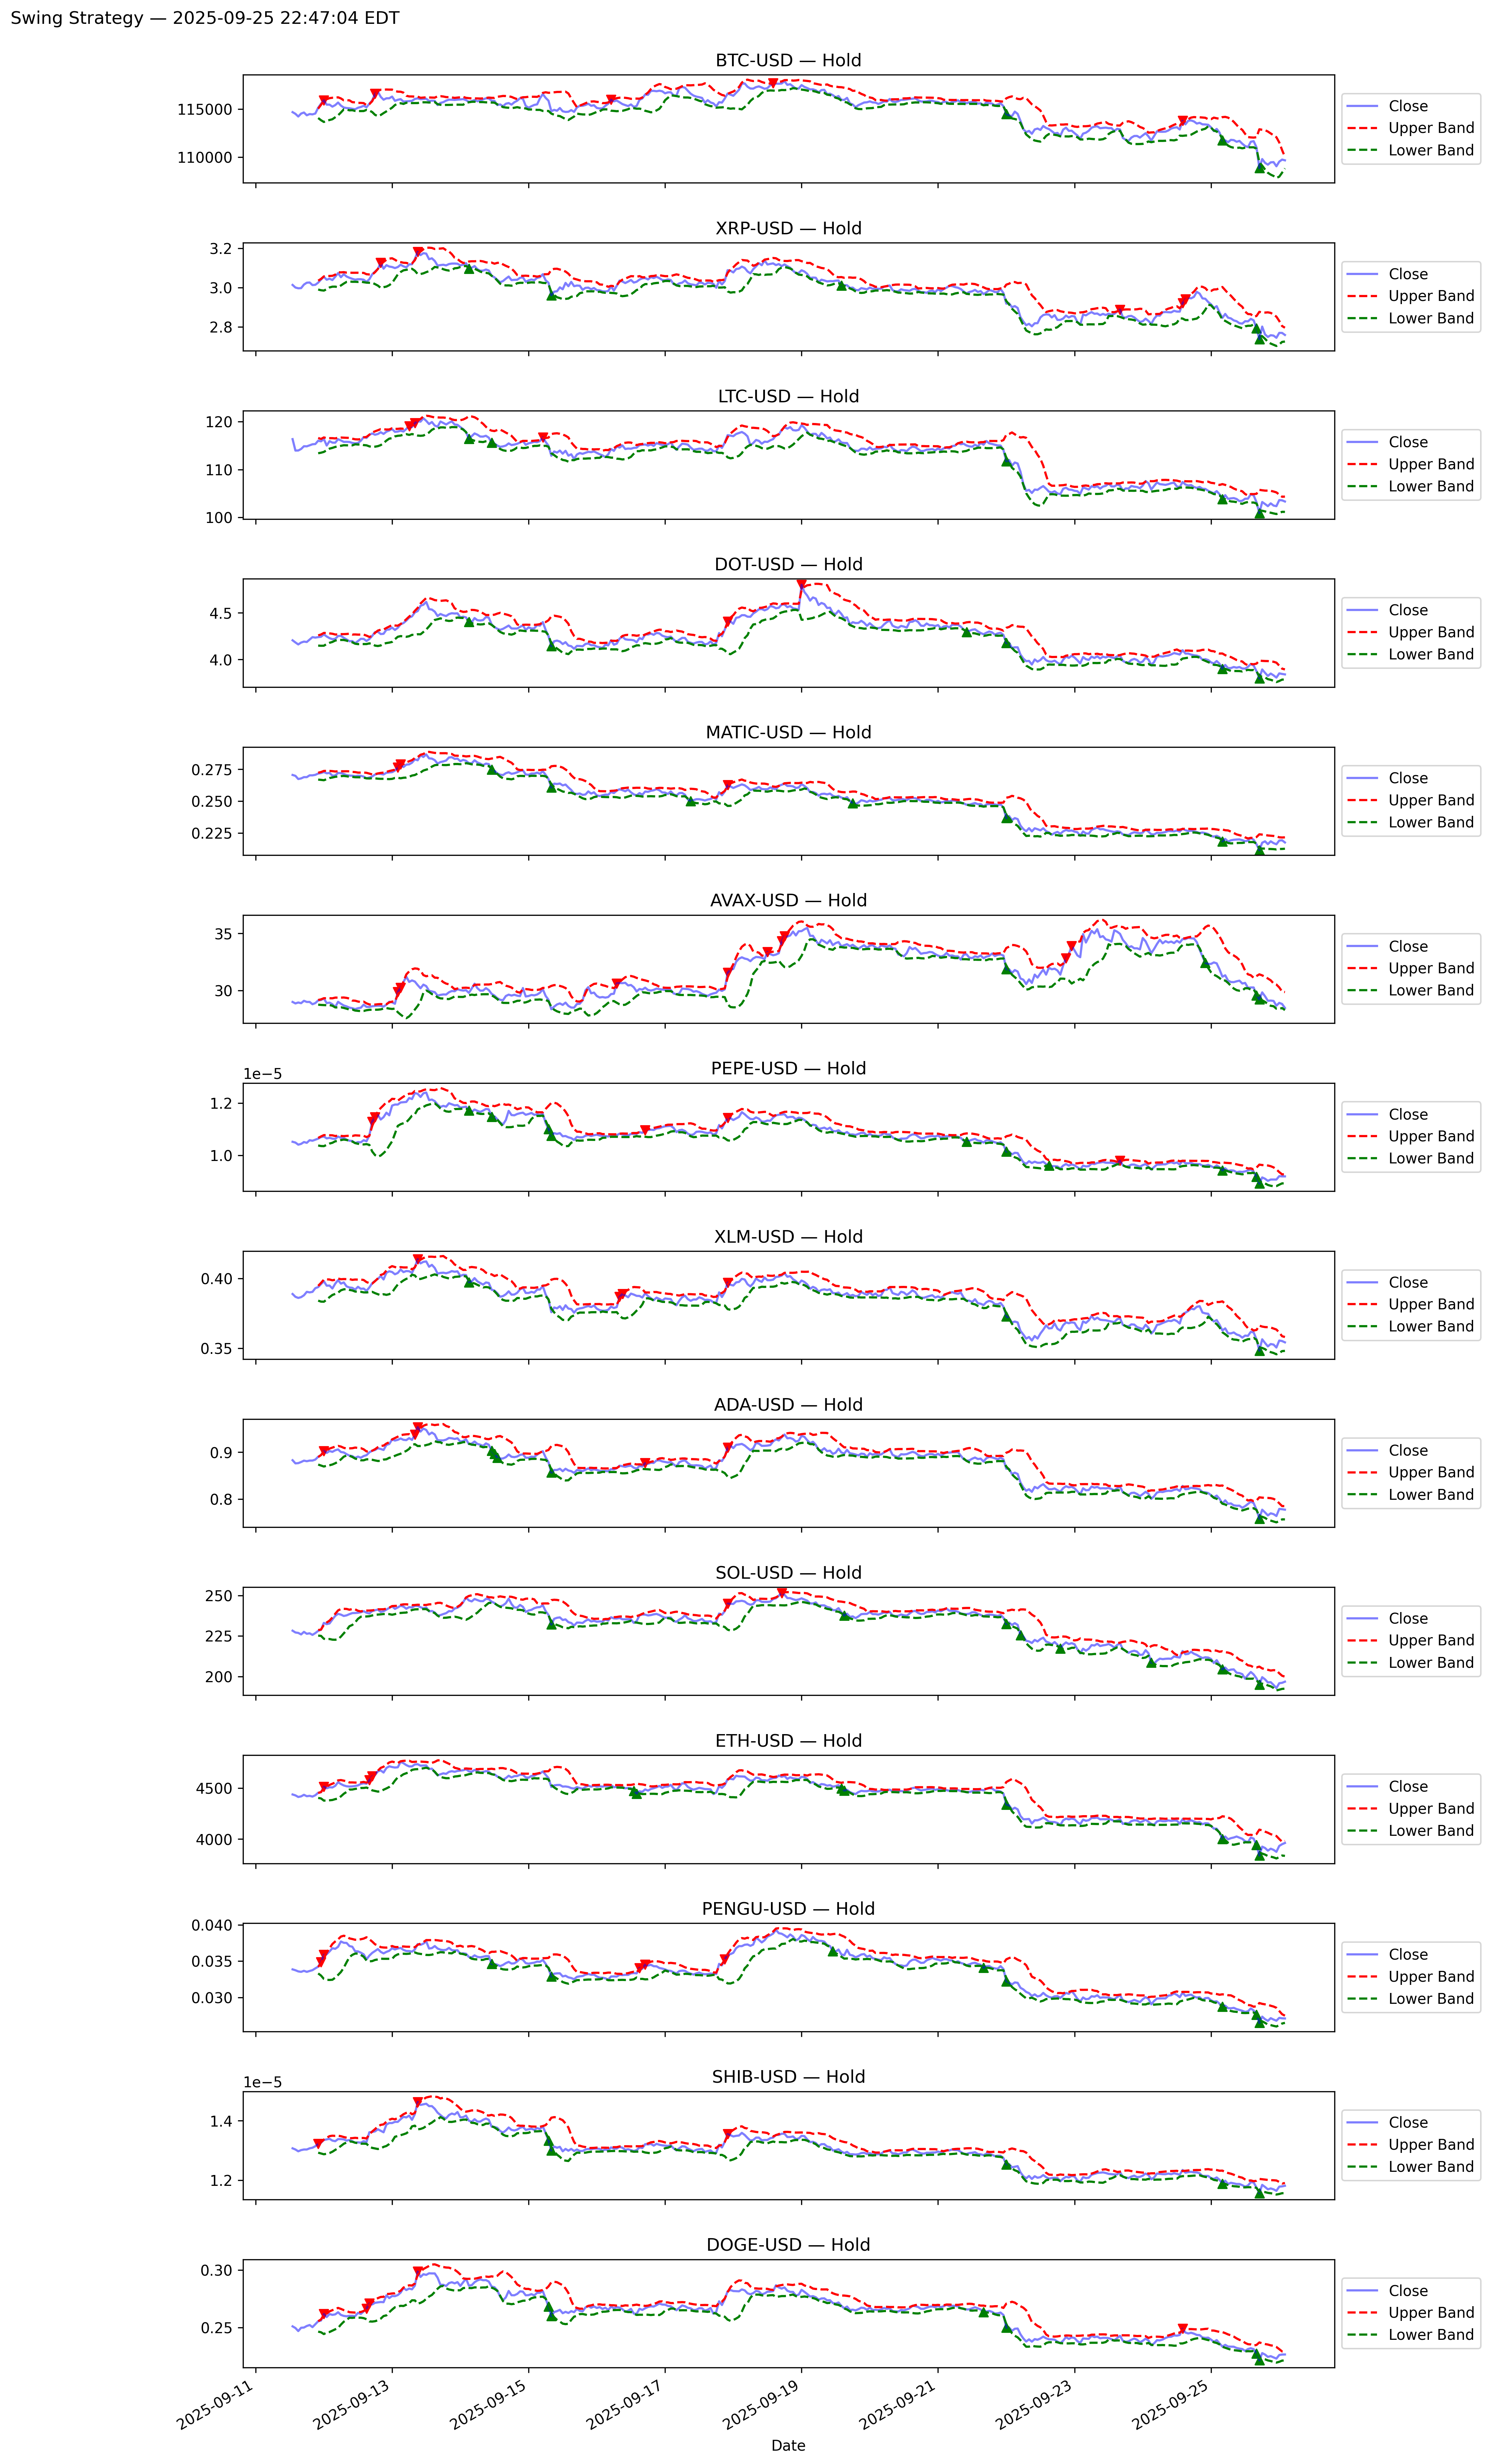 Swing Strategy — 2025-09-25 22:47:04 EDT
BTC-USD — Hold
115000
110000
Close
Upper Band
Lower Band
XRP-USD — Hold
3.2
3.0
2.8
Close
Upper Band
Lower Band
LTC-USD — Hold
120
110
100
Close
Upper Band
Lower Band
DOT-USD — Hold
4.5
4.0
Close
Upper Band
Lower Band
MATIC-USD — Hold
0.275
0.250
0.225
Close
Upper Band
Lower Band
AVAX-USD — Hold
35
30
Close
Upper Band
Lower Band
PEPE-USD — Hold
1e−5
1.2
1.0
Close
Upper Band
Lower Band
XLM-USD — Hold
0.40
0.35
Close
Upper Band
Lower Band
ADA-USD — Hold
0.9
0.8
Close
Upper Band
Lower Band
SOL-USD — Hold
250
225
200
Close
Upper Band
Lower Band
ETH-USD — Hold
4500
4000
Close
Upper Band
Lower Band
PENGU-USD — Hold
0.040
0.035
0.030
Close
Upper Band
Lower Band
SHIB-USD — Hold
1e−5
1.4
1.2
Close
Upper Band
Lower Band
DOGE-USD — Hold
0.30
0.25
Close
Upper Band
Lower Band
2025-09-11
2025-09-13
2025-09-15
2025-09-17
2025-09-19
2025-09-21
2025-09-23
2025-09-25
Date